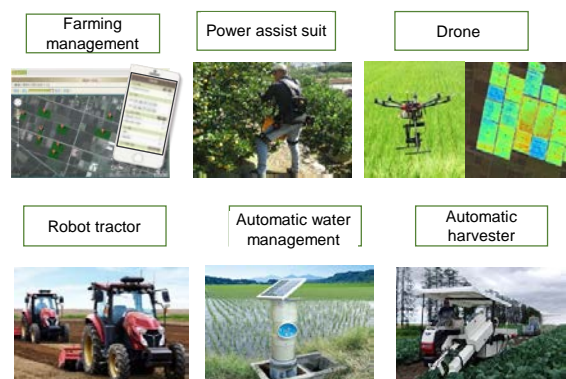 Farming
management
Power assist suit
Drone
Robot tractor
Automatic water
management
Automatic
harvester